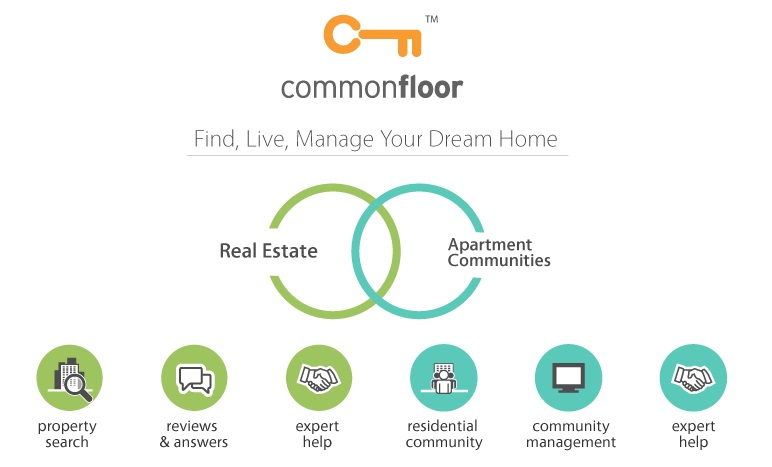 TM
commonfloor
Find, Live, Manage Your Dream Home
Real Estate
Apartment
Communities
property
search
reviews
& answers
expert
help
residential
community
community
management
expert
help